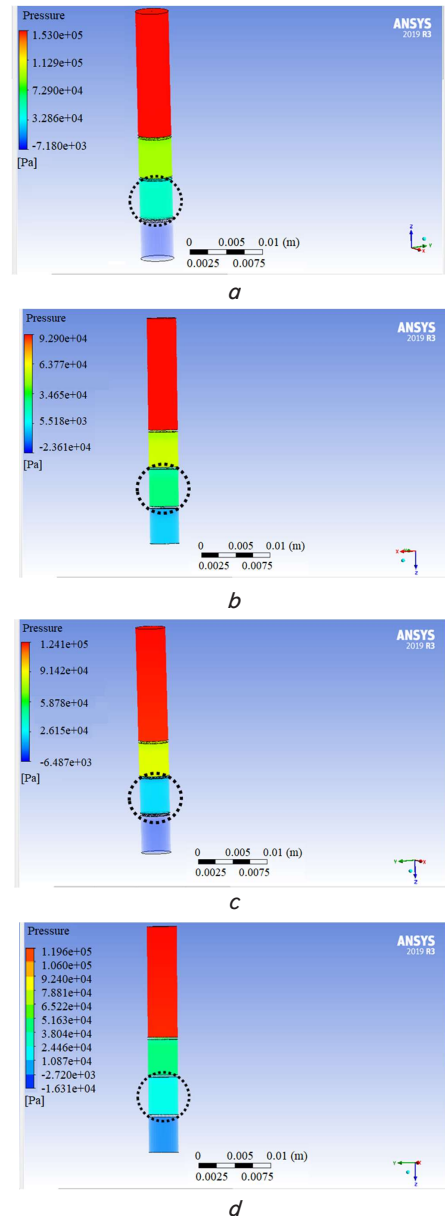 Pressure
1.530e+05
1.129e+05
7.290e+04
3.286e+04
-7.180e+03
[Pa]
ANSYS
2019 R3
0 0.005 0.01 (m)
0.0025 0.0075
Z
Y
X
a
Pressure
9.290e+04
6.377e+04
3.465e+04
5.518e+03
-2.361e+04
[Pa]
ANSYS
2019 R3
0 0.005 0.01 (m)
0.0025 0.0075
X
Z
b
Pressure
1.241e+05
9.142e+04
5.878e+04
2.615e+04
-6.487e+03
[Pa]
ANSYS
2019 R3
0 0.005 0.01 (m)
0.0025 0.0075
Y X
Z
c
Pressure
1.196e+05
1.060e+05
9.240e+04
7.881e+04
6.522e+04
5.163e+04
3.804e+04
2.446e+04
1.087e+04
-2.720e+03
-1.631e+04
[Pa]
ANSYS
2019 R3
0 0.005 0.01 (m)
0.0025 0.0075
Y X
Z
d